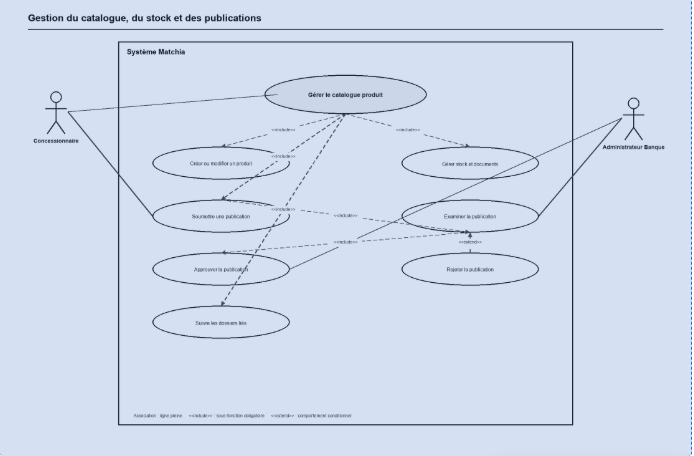 Gestion du catalogue, du stock et des publications
Système Matchia
Gérer le catalogue produit
Concessionnaire
Administrateur Banque
<<include>>
<<include>>
<<include>>
Créer ou modifier un produit
Gérer stock et documents
<<include>>
<<include>>
Soumettre une publication
Examiner la publication
<<include>>
<<extend>>
Approuver la publication
Rejeter la publication
Suivre les dossiers liés
Association : ligne pleine <<include>> : sous-fonction obligatoire <<extend>> : comportement conditionnel